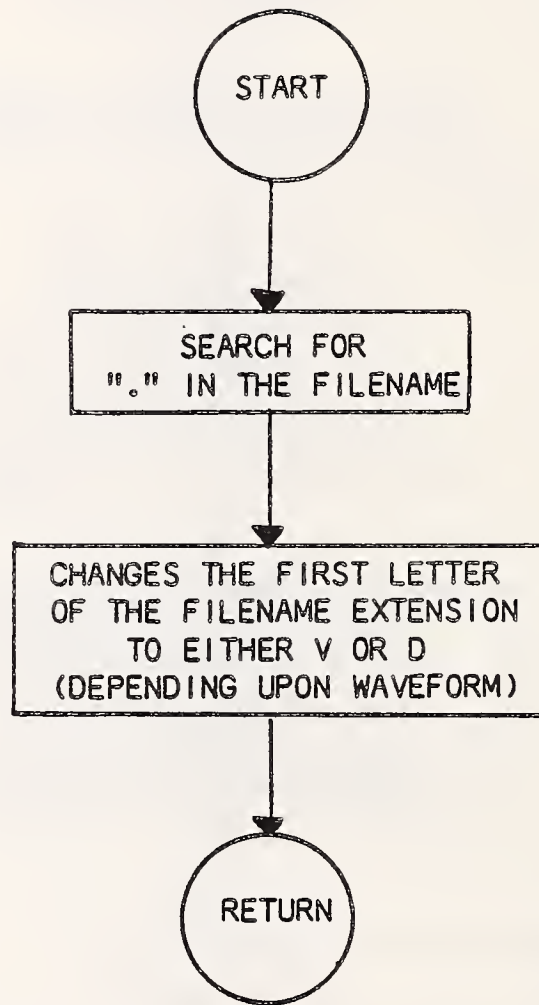 START
SEARCH FOR
"." IN THE FILENAME
CHANGES THE FIRST LETTER
OF THE FILENAME EXTENSION
TO EITHER V OR D
(DEPENDING UPON WAVEFORM)
RETURN